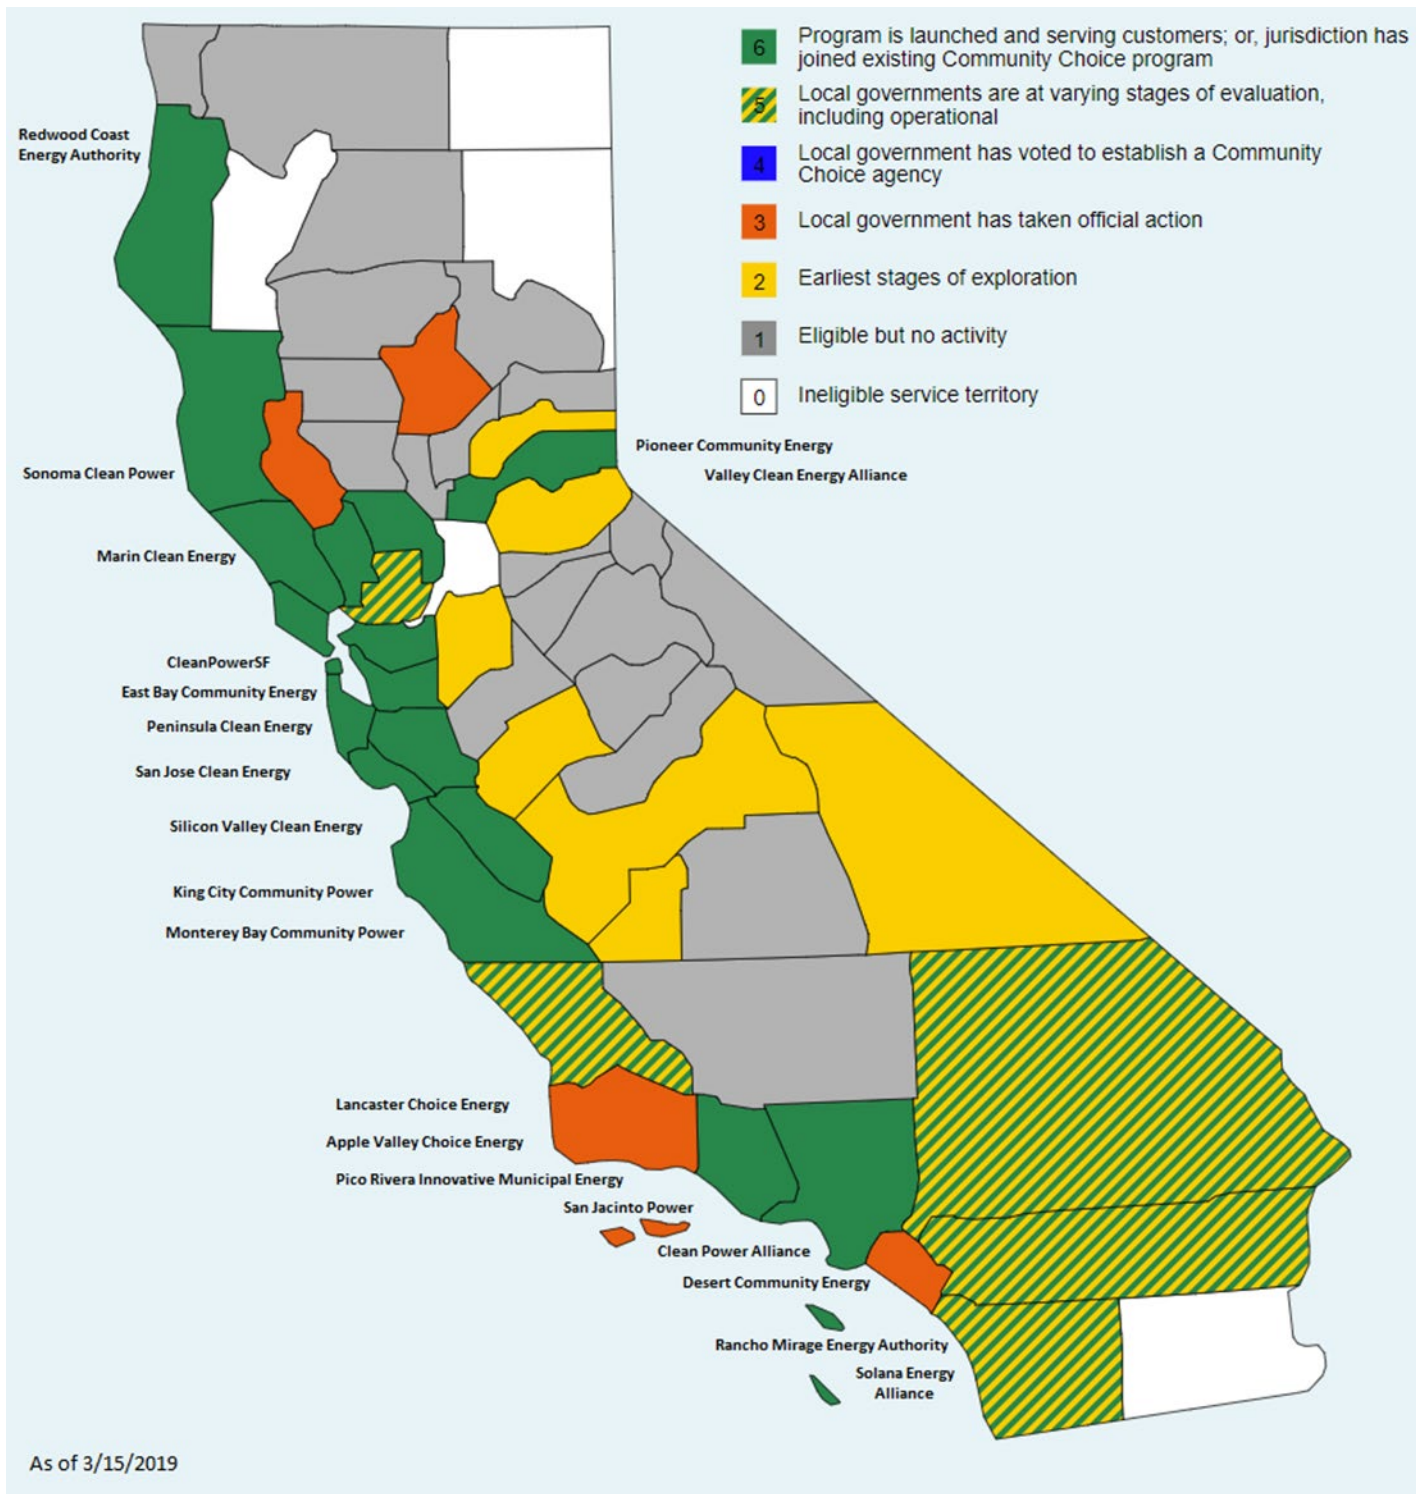 6
Program is launched and serving customers; or, jurisdiction has
joined existing Community Choice program
5
Local governments are at varying stages of evaluation,
including operational
4
Local government has voted to establish a Community
Choice agency
3
Local government has taken official action
2
Earliest stages of exploration
1
Eligible but no activity
0
Ineligible service territory
Redwood Coast
Energy Authority
Pioneer Community Energy
Valley Clean Energy Alliance
Sonoma Clean Power
Marin Clean Energy
CleanPowerSF
East Bay Community Energy
Peninsula Clean Energy
San Jose Clean Energy
Silicon Valley Clean Energy
King City Community Power
Monterey Bay Community Power
Lancaster Choice Energy
Apple Valley Choice Energy
Pico Rivera Innovative Municipal Energy
San Jacinto Power
Clean Power Alliance
Desert Community Energy
Rancho Mirage Energy Authority
Solana Energy
Alliance
As of 3/15/2019